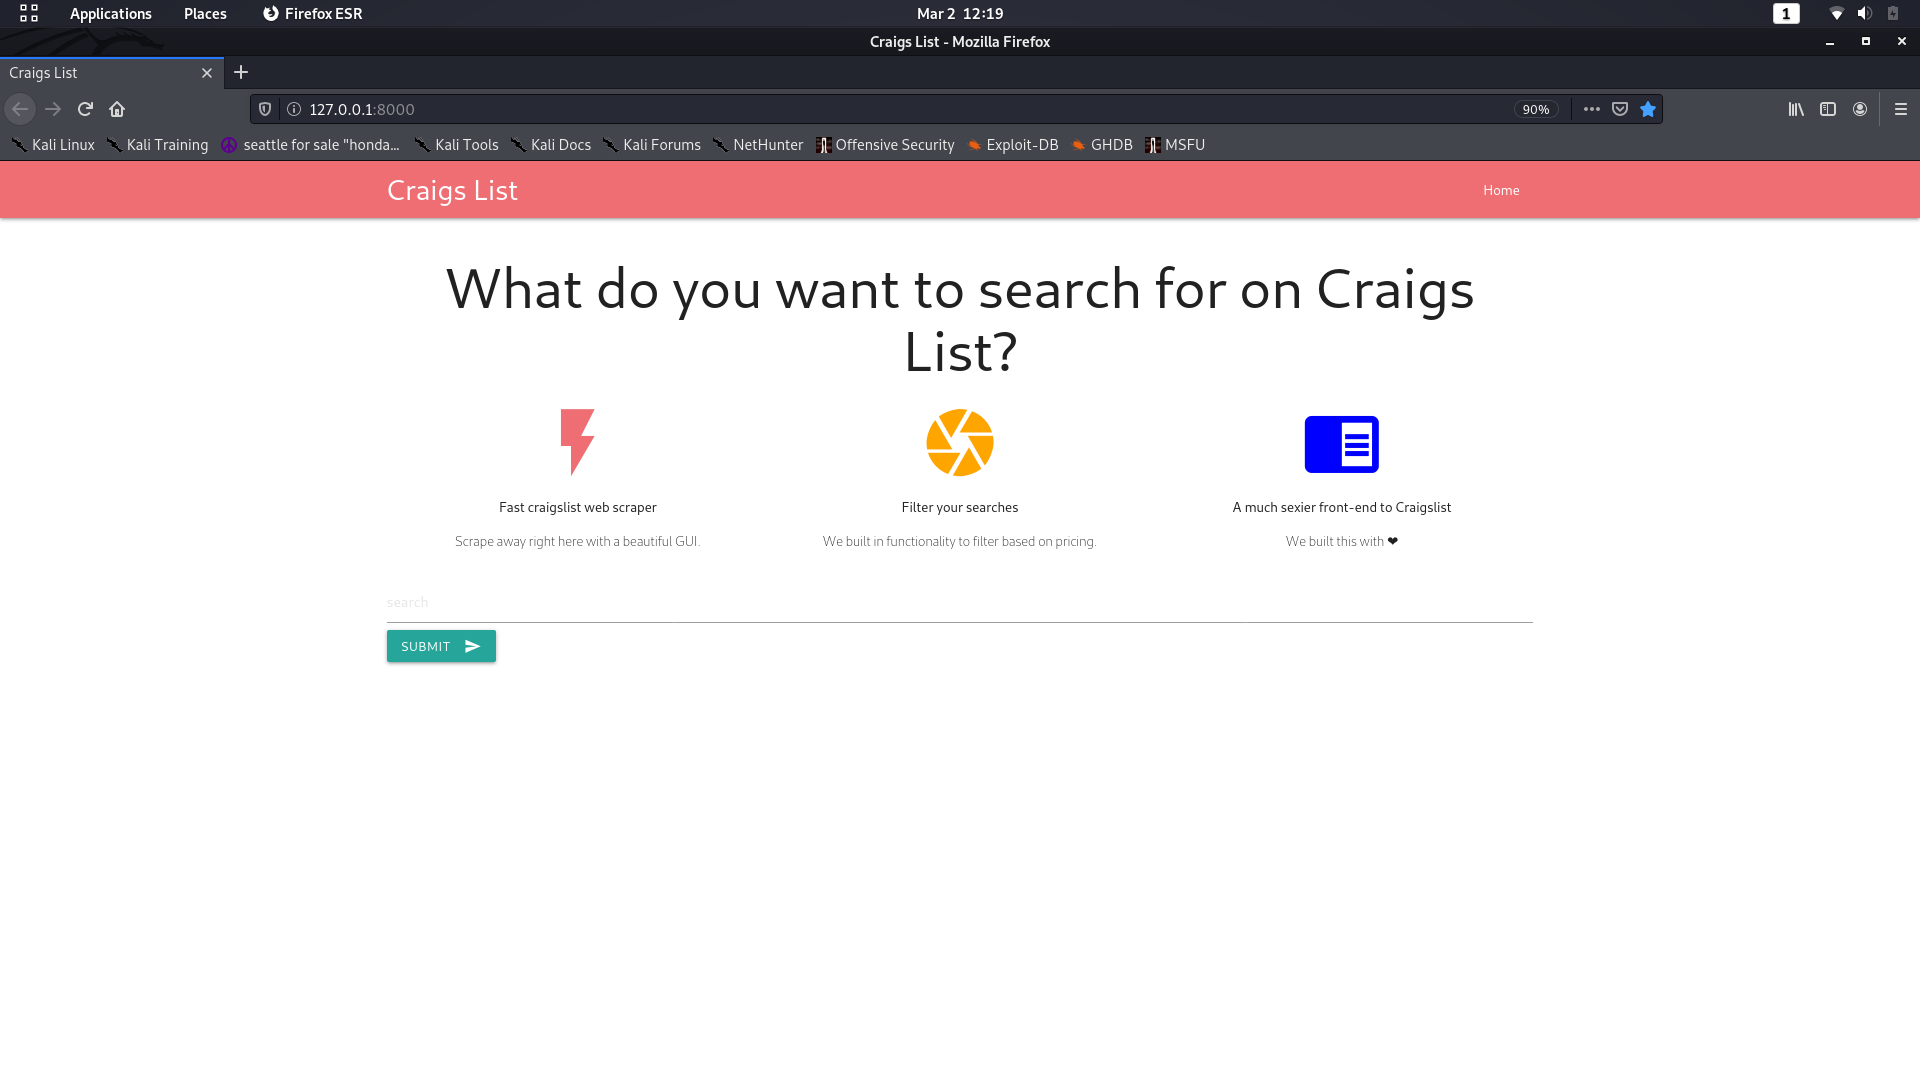 Applications Places Firefox ESR Mar 2 12:19 1
Craigs List - Mozilla Firefox
Craigs List
127.0.0.1:8000 90%
Kali Linux Kali Training seattle for sale "honda... Kali Tools Kali Docs Kali Forums NetHunter Offensive Security Exploit-DB GHDB MSFU
Craigs List Home
What do you want to search for on Craigs
List?
Fast craigslist web scraper Filter your searches A much sexier front-end to Craigslist
Scrape away right here with a beautiful GUI. We built in functionality to filter based on pricing. We built this with ❤
search
SUBMIT